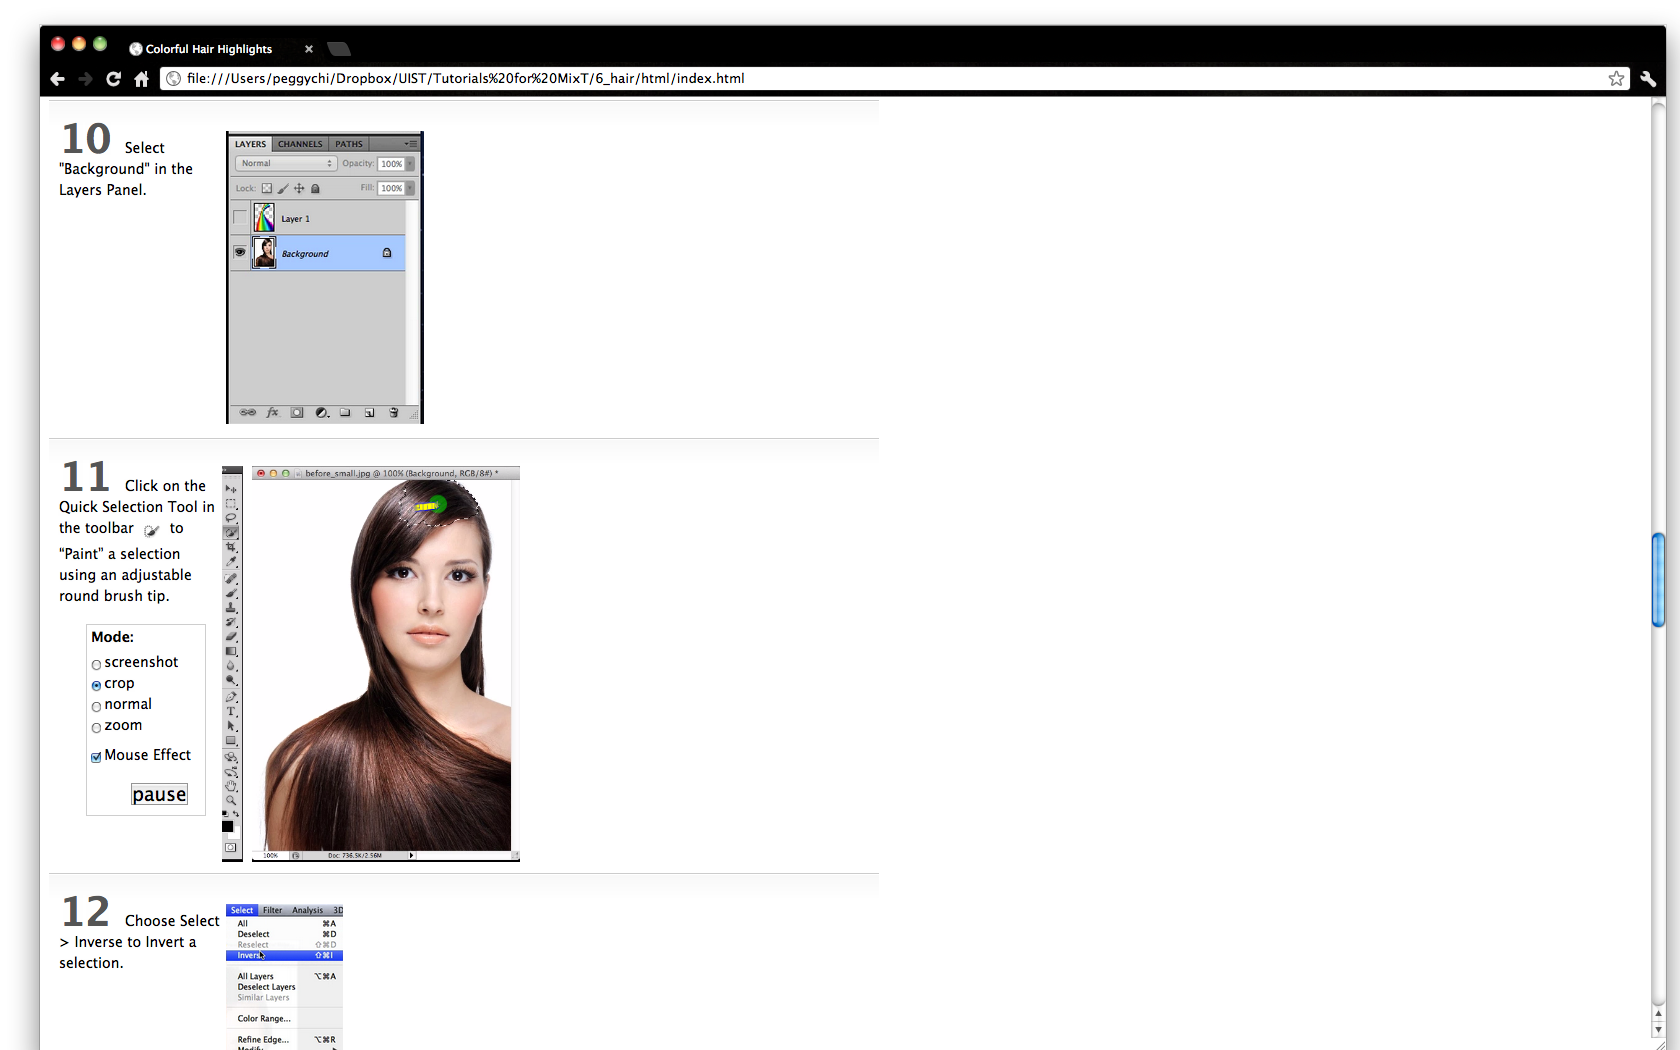 Colorful Hair Highlights
file:///Users/peggychi/Dropbox/UIST/Tutorials%20for%20MixT/6_hair/html/index.html
10 Select
"Background" in the
Layers Panel.
LAYERS CHANNELS PATHS
Normal Opacity: 100%
Lock: Fill: 100%
Layer 1
Background
11 Click on the
Quick Selection Tool in
the toolbar to
"Paint" a selection
using an adjustable
round brush tip.
Mode:
screenshot
crop
normal
zoom
Mouse Effect
pause
before_small.jpg @ 100% (Background, RGB/8#) *
100% Doc: 736.5K/2.56M
12 Choose Select
> Inverse to Invert a
selection.
Select Filter Analysis 3D
All ⌘A
Deselect ⌘D
Reselect ⇧⌘D
Inverse ⇧⌘I
All Layers ⌥⌘A
Deselect Layers
Similar Layers
Color Range...
Refine Edge... ⌥⌘R
Modify